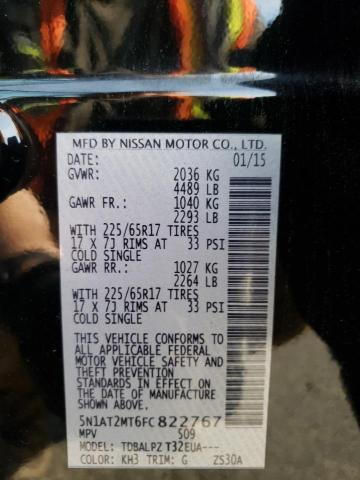 MFD BY NISSAN MOTOR CO., LTD.
DATE: 01/15
GVWR: 2036 KG
4489 LB
GAWR FR: 1040 KG
2293 LB
WITH 225/65R17 TIRES
17 X 7J RIMS AT 33 PSI
COLD SINGLE
GAWR RR: 1027 KG
2264 LB
WITH 225/65R17 TIRES
17 X 7J RIMS AT 33 PSI
COLD SINGLE
THIS VEHICLE CONFORMS TO
ALL APPLICABLE FEDERAL
MOTOR VEHICLE SAFETY AND
THEFT PREVENTION
STANDARDS IN EFFECT ON
THE DATE OF MANUFACTURE
SHOWN ABOVE.
5N1AT2MT6FC822767
MPV 509
MODEL: TDBALPZ T32EUA---
COLOR: KH3 TRIM: G ZS30A